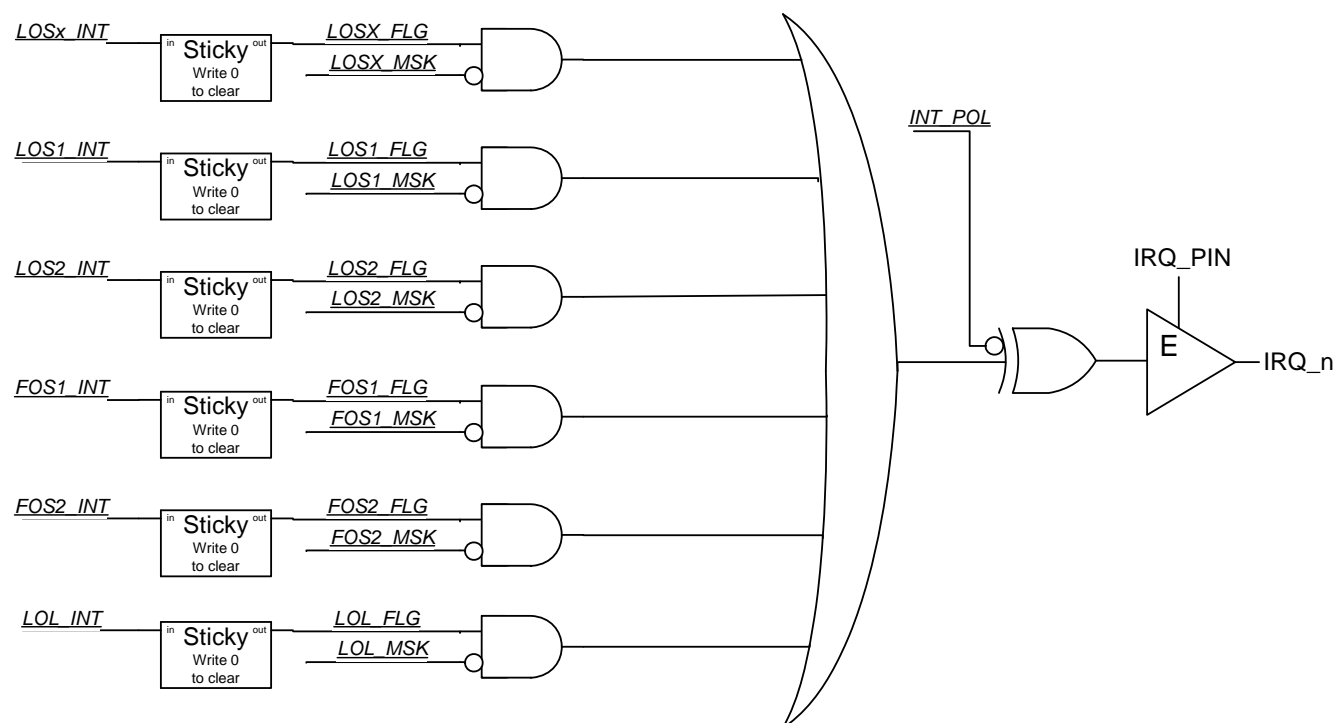 LOSx_INT
in Sticky out
Write 0
to clear
LOSX_FLG
LOSX_MSK
LOS1_INT
in Sticky out
Write 0
to clear
LOS1_FLG
LOS1_MSK
INT_POL
LOS2_INT
in Sticky out
Write 0
to clear
LOS2_FLG
LOS2_MSK
IRQ_PIN
E
IRQ_n
FOS1_INT
in Sticky out
Write 0
to clear
FOS1_FLG
FOS1_MSK
FOS2_INT
in Sticky out
Write 0
to clear
FOS2_FLG
FOS2_MSK
LOL_INT
in Sticky out
Write 0
to clear
LOL_FLG
LOL_MSK